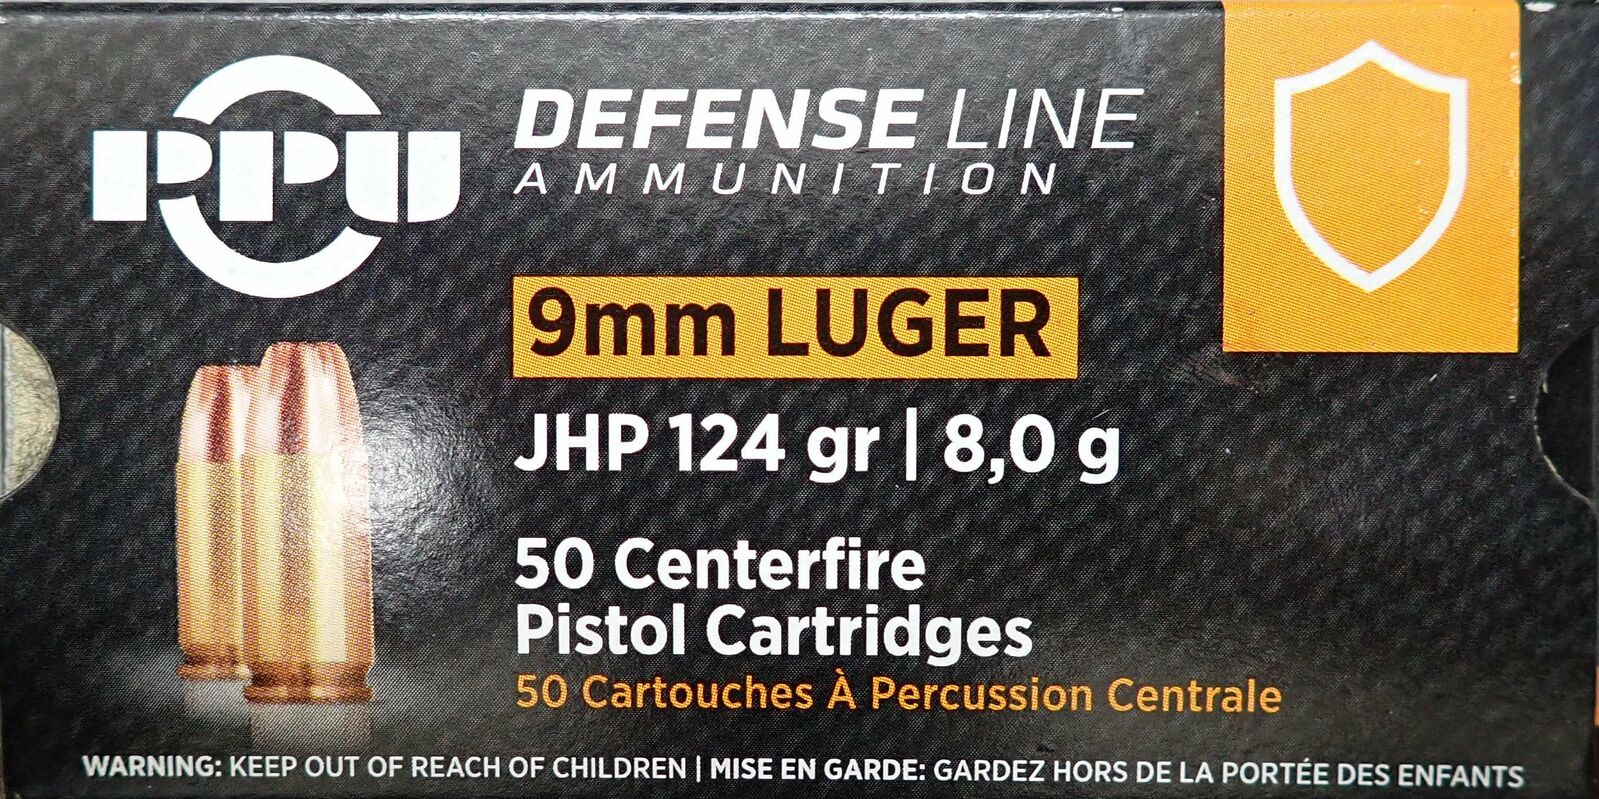 PPU
DEFENSE LINE
AMMUNITION
9mm LUGER
JHP 124 gr | 8,0 g
50 Centerfire
Pistol Cartridges
50 Cartouches À Percussion Centrale
WARNING: KEEP OUT OF REACH OF CHILDREN | MISE EN GARDE: GARDEZ HORS DE LA PORTÉE DES ENFANTS